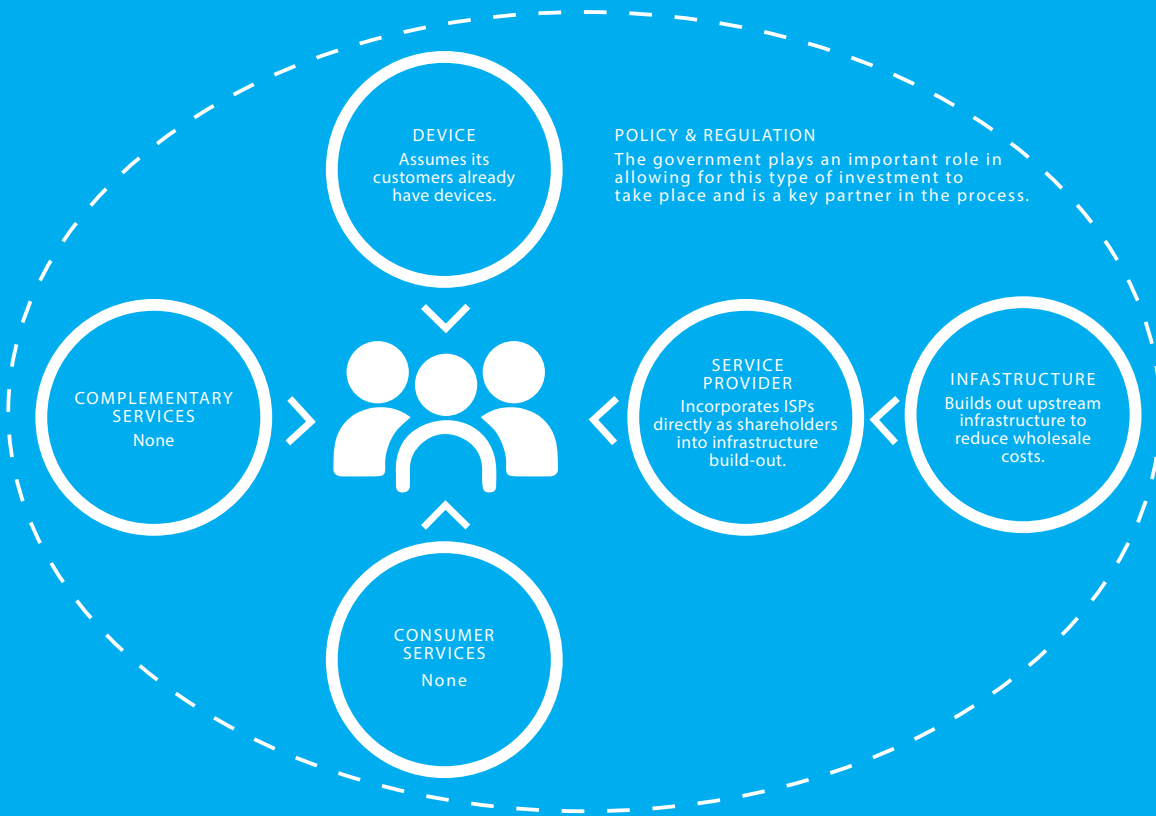 DEVICE
Assumes its
customers already
have devices.
POLICY & REGULATION
The government plays an important role in
allowing for this type of investment to
take place and is a key partner in the process.
COMPLEMENTARY
SERVICES
None
SERVICE
PROVIDER
Incorporates ISPs
directly as shareholders
into infrastructure
build-out.
INFASTRUCTURE
Builds out upstream
infrastructure to
reduce wholesale
costs.
CONSUMER
SERVICES
None